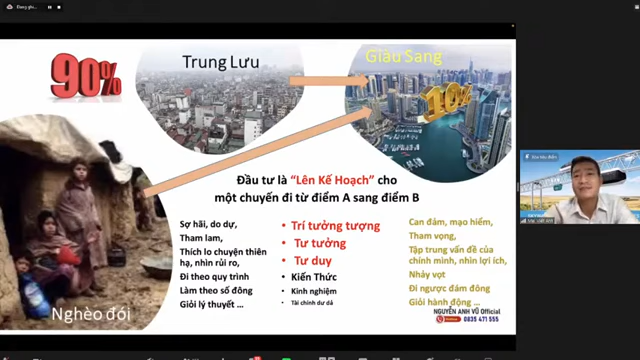 90%
Trung Lưu
Giàu Sang
10%
Đầu tư là “Lên Kế Hoạch” cho
một chuyến đi từ điểm A sang điểm B
Sợ hãi, do dự,
Tham lam,
Thích lo chuyện thiên
hạ, nhìn rủi ro,
Đi theo quy trình
Làm theo số đông
Giỏi lý thuyết ...
• Trí tưởng tượng
• Tư tưởng
• Tư duy
• Kiến Thức
• Kinh nghiệm
• Tài chính dư dả
Can đảm, mạo hiểm,
Tham vọng,
Tập trung vấn đề của
chính mình, nhìn lợi ích,
Nhảy vọt
Đi ngược đám đông
Giỏi hành động ...
Nghèo đói
NGUYỄN ANH VŨ Official
Hotline 0835 471 555